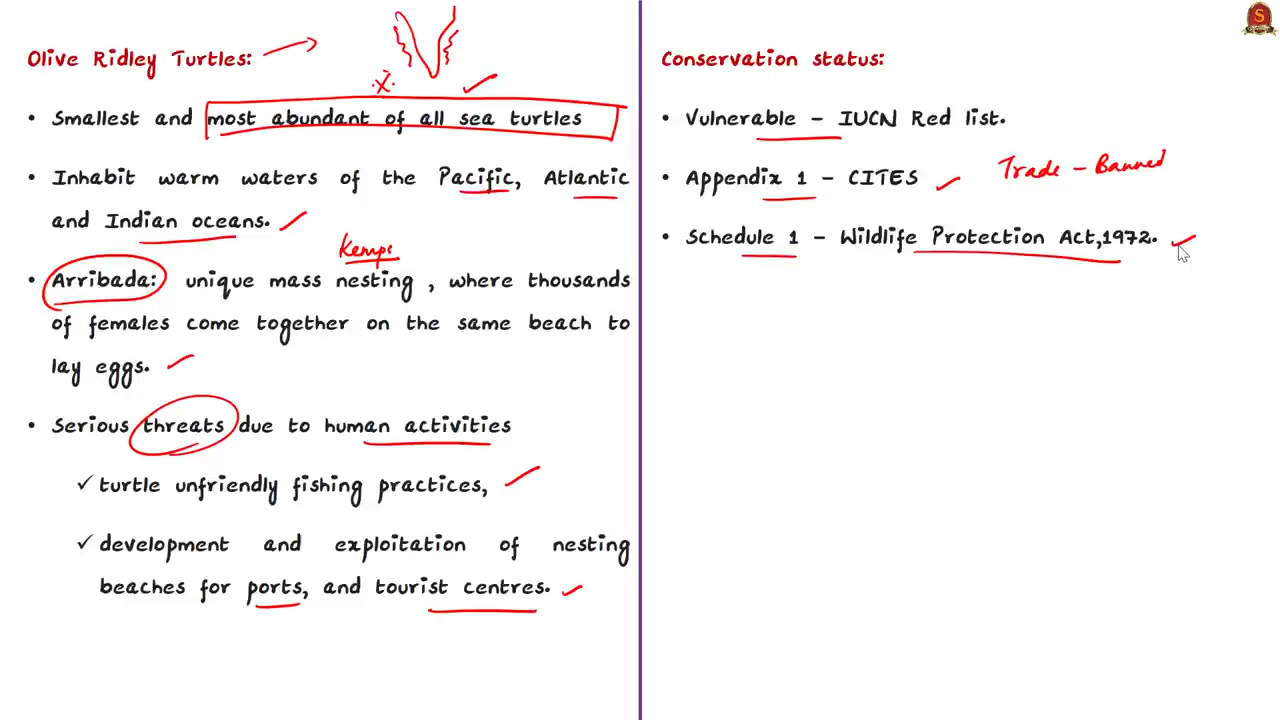 Olive Ridley Turtles:
• Smallest and most abundant of all sea turtles
• Inhabit warm waters of the Pacific, Atlantic
and Indian oceans.
Kemps
• Arribada: unique mass nesting , where thousands
of females come together on the same beach to
lay eggs.
• Serious threats due to human activities
✓ turtle unfriendly fishing practices,
✓ development and exploitation of nesting
beaches for ports, and tourist centres.
Conservation status:
• Vulnerable – IUCN Red list.
Trade – Banned
• Appendix 1 – CITES
• Schedule 1 – Wildlife Protection Act,1972.
S